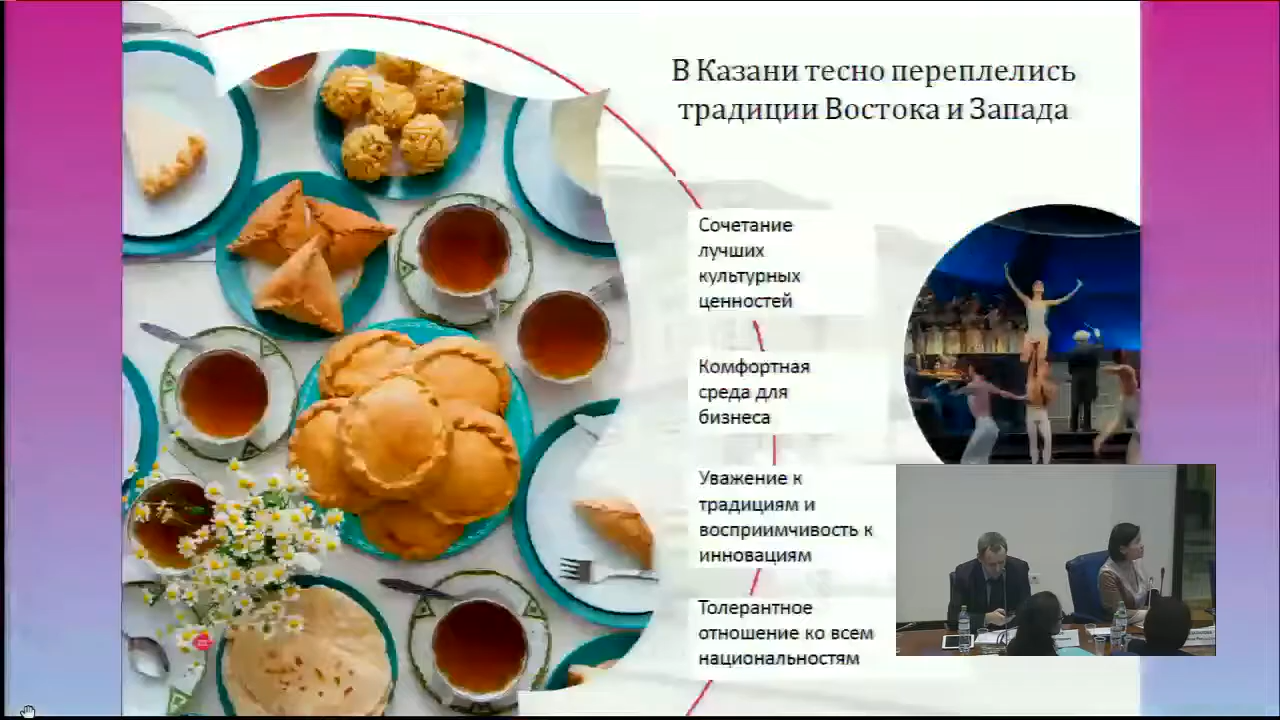 В Казани тесно переплелись
традиции Востока и Запада
Сочетание
лучших
культурных
ценностей
Комфортная
среда для
бизнеса
Уважение к
традициям и
восприимчивость к
инновациям
Толерантное
отношение ко всем
национальностям